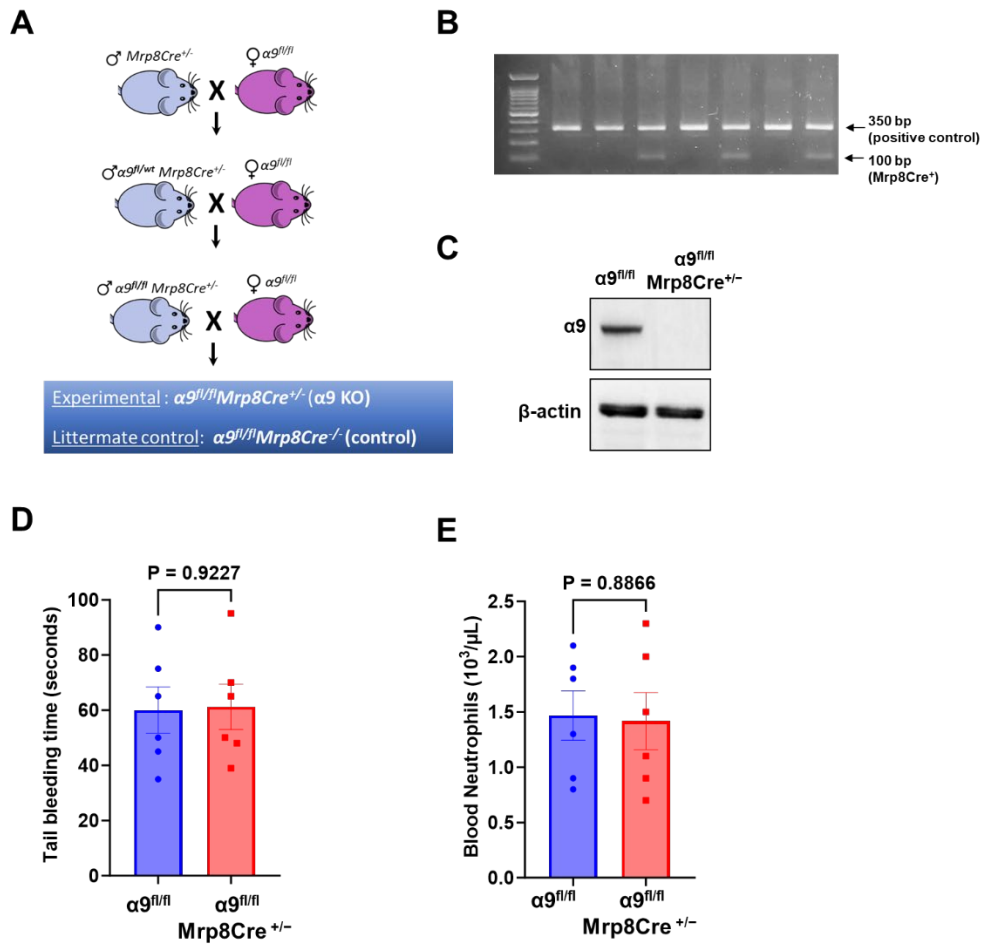 A
♂ Mrp8Cre+/- ♀ α9fl/fl
X
♂α9fl/wt Mrp8Cre+/- ♀α9fl/fl
X
♂ α9fl/fl Mrp8Cre+/- ♀ α9fl/fl
X
Experimental : α9fl/flMrp8Cre+/- (α9 KO)
Littermate control: α9fl/flMrp8Cre-/- (control)
B
350 bp
(positive control)
100 bp
(Mrp8Cre+)
C
α9fl/fl
α9fl/fl
Mrp8Cre+/–
α9
β-actin
D
P = 0.9227
Tail bleeding time (seconds)
100
80
60
40
20
0
α9fl/fl
α9fl/fl
Mrp8Cre +/–
E
P = 0.8866
Blood Neutrophils (10³/μL)
2.5
2.0
1.5
1.0
0.5
0.0
α9fl/fl
α9fl/fl
Mrp8Cre +/–